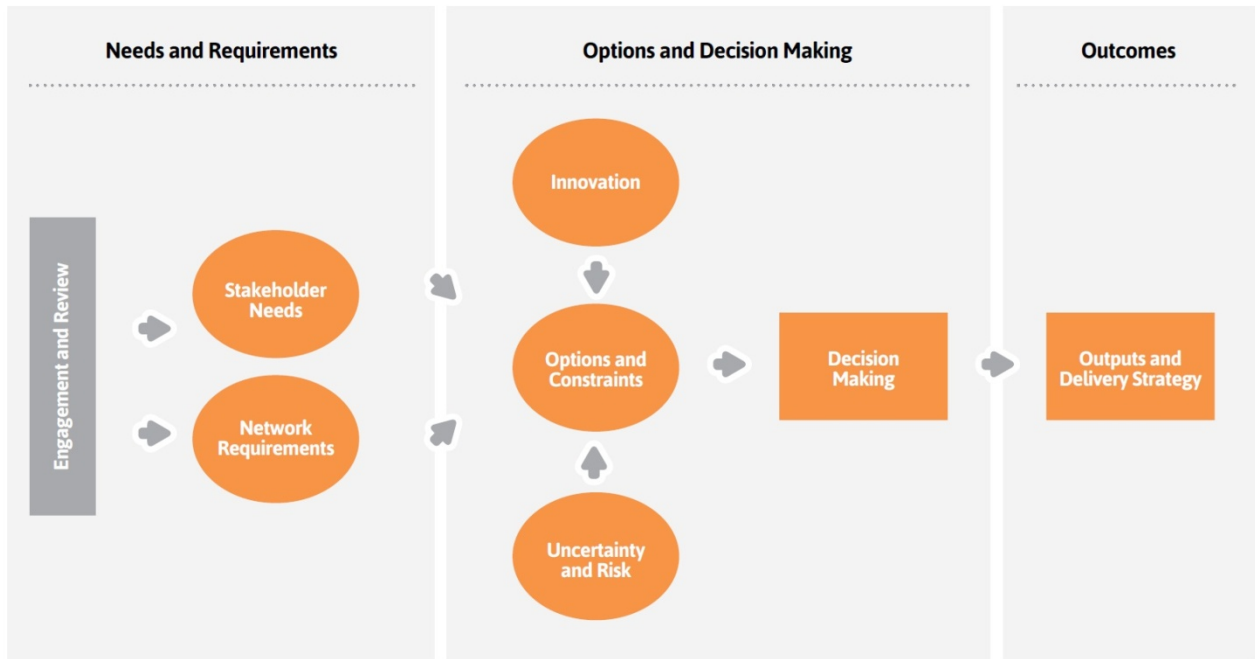 Needs and Requirements
Options and Decision Making
Outcomes
Engagement and Review
Stakeholder
Needs
Network
Requirements
Innovation
Options and
Constraints
Uncertainty
and Risk
Decision
Making
Outputs and
Delivery Strategy